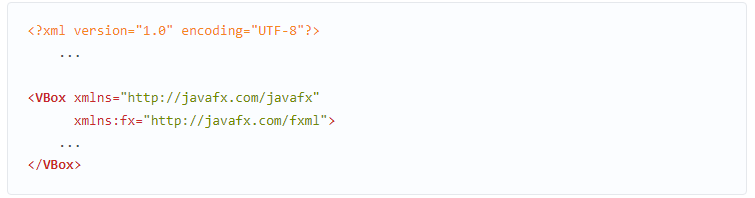 <?xml version="1.0" encoding="UTF-8"?>
    ...
<VBox xmlns="http://javafx.com/javafx"
      xmlns:fx="http://javafx.com/fxml">
    ...
</VBox>